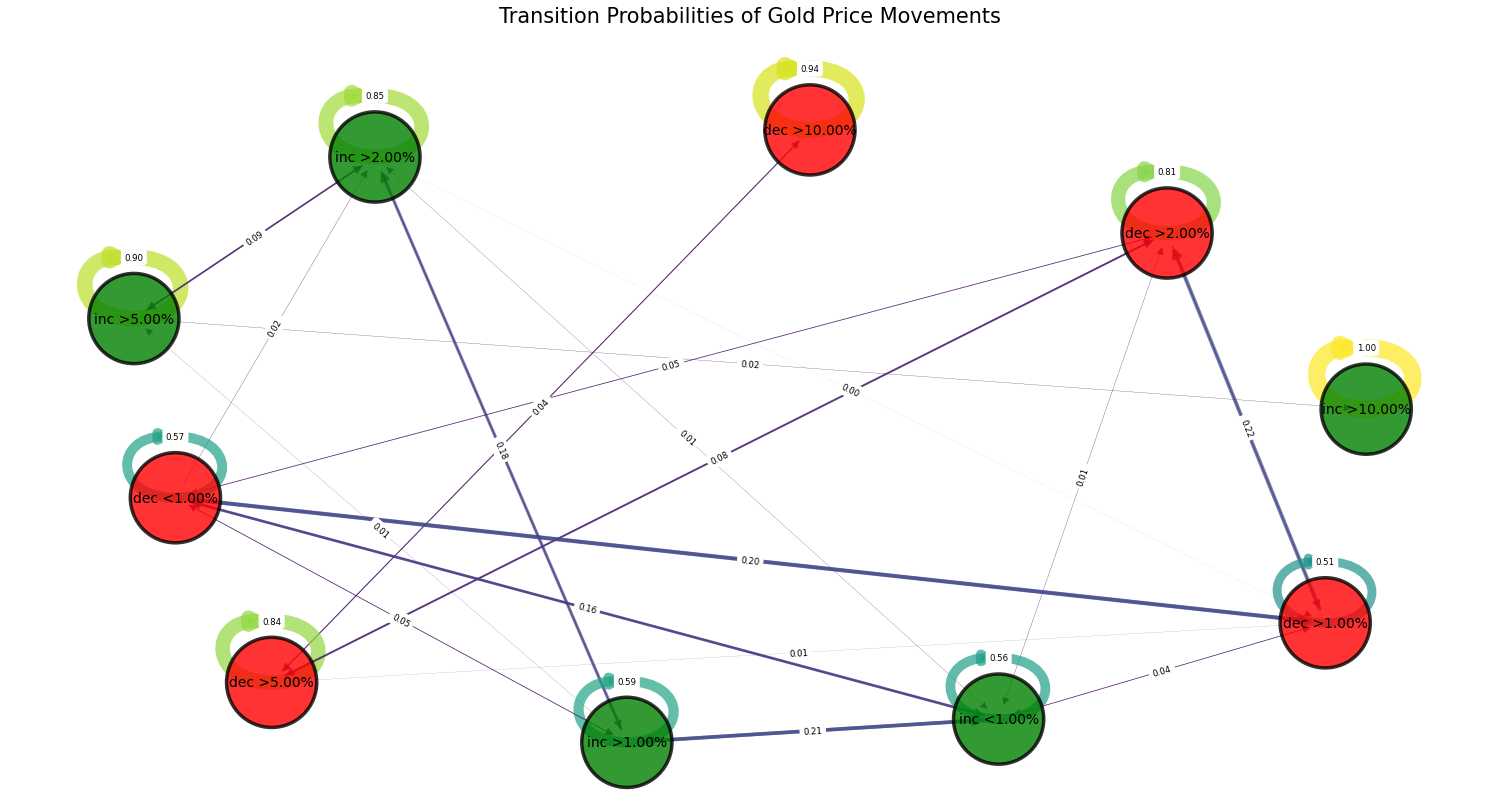 Transition Probabilities of Gold Price Movements
0.94
dec >10.00%
0.85
inc >2.00%
0.81
dec >2.00%
0.09
0.90
inc >5.00%
0.02
1.00
inc >10.00%
0.05
0.02
0.00
0.04
0.22
0.57
dec <1.00%
0.01
0.18
0.08
0.01
0.01
0.20
0.51
dec >1.00%
0.16
0.05
0.84
dec >5.00%
0.01
0.04
0.56
inc <1.00%
0.59
inc >1.00%
0.21